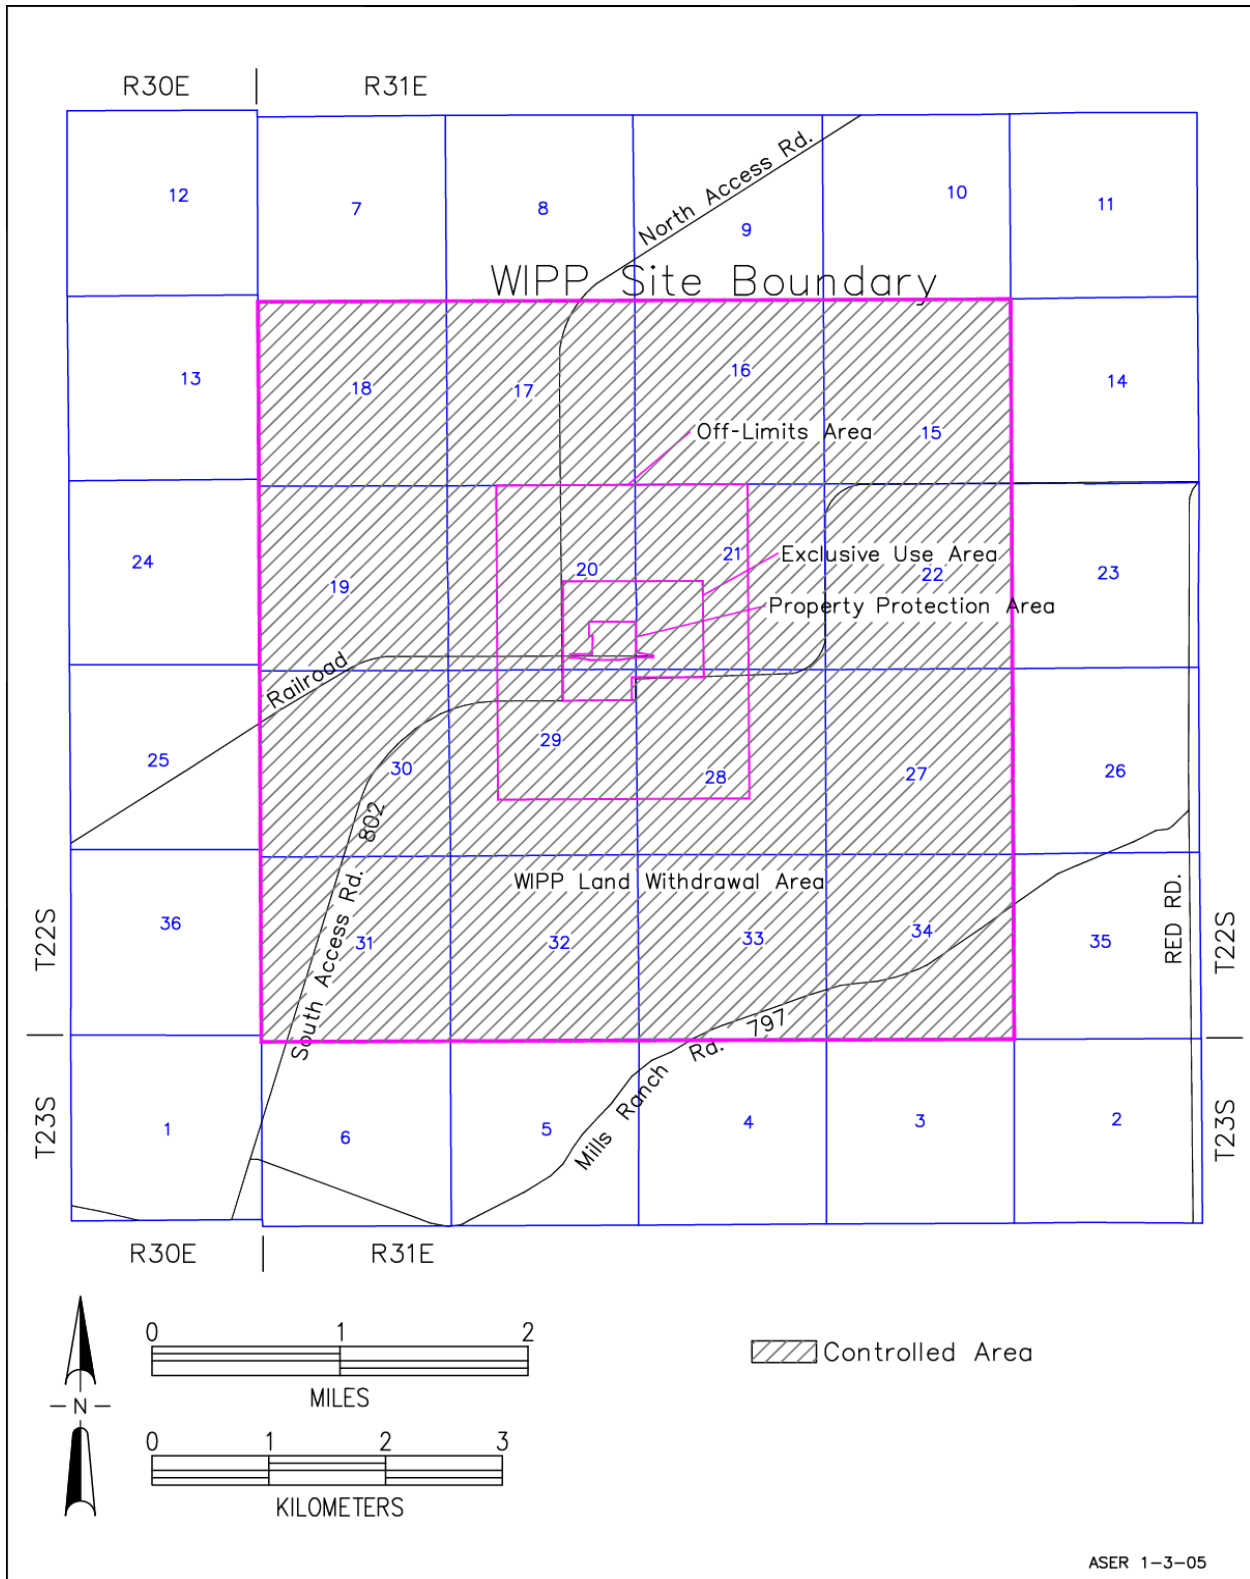 R30E
R31E
North Access Rd.
12
7
8
9
10
11
WIPP Site Boundary
13
18
17
16
15
14
Off-Limits Area
24
19
20
21
Exclusive Use Area
22
23
Property Protection Area
Railroad
25
30
29
28
27
26
802
WIPP Land Withdrawal Area
T22S
36
South Access Rd.
31
32
33
34
35
RED RD.
T22S
797
Mills Ranch Rd.
T23S
1
6
5
4
3
2
T23S
R30E
R31E
0 1 2
MILES
Controlled Area
N
0 1 2 3
KILOMETERS
ASER 1-3-05